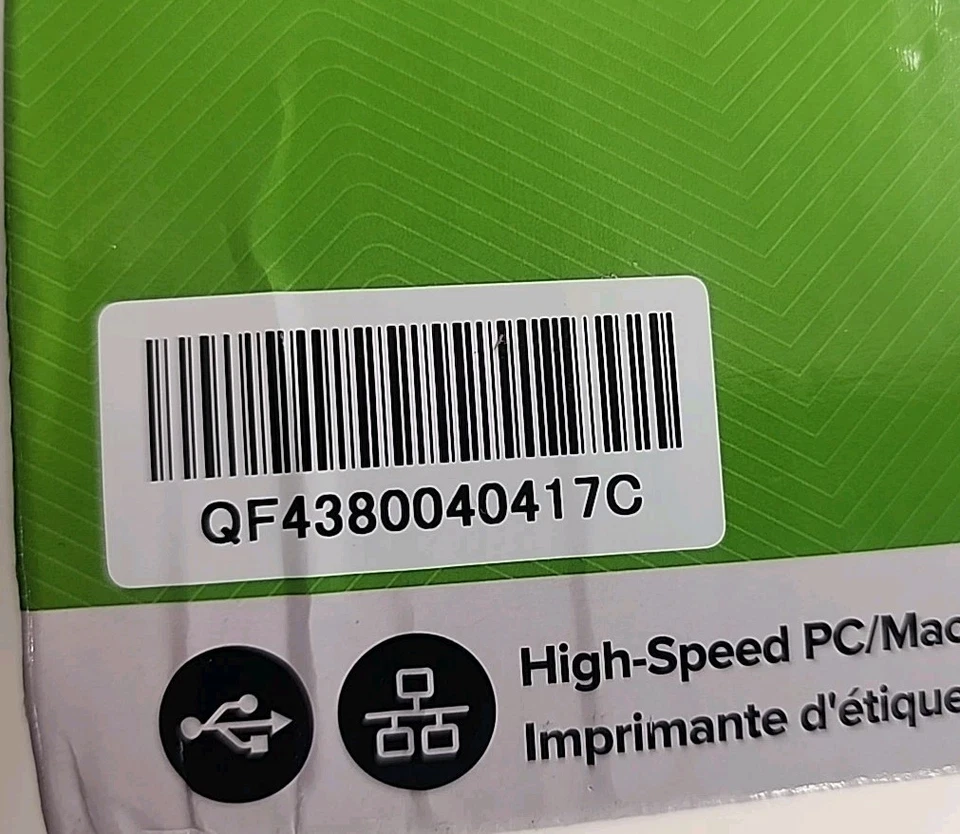 QF4380040417C
High-Speed PC/Mac
Imprimante d'étique